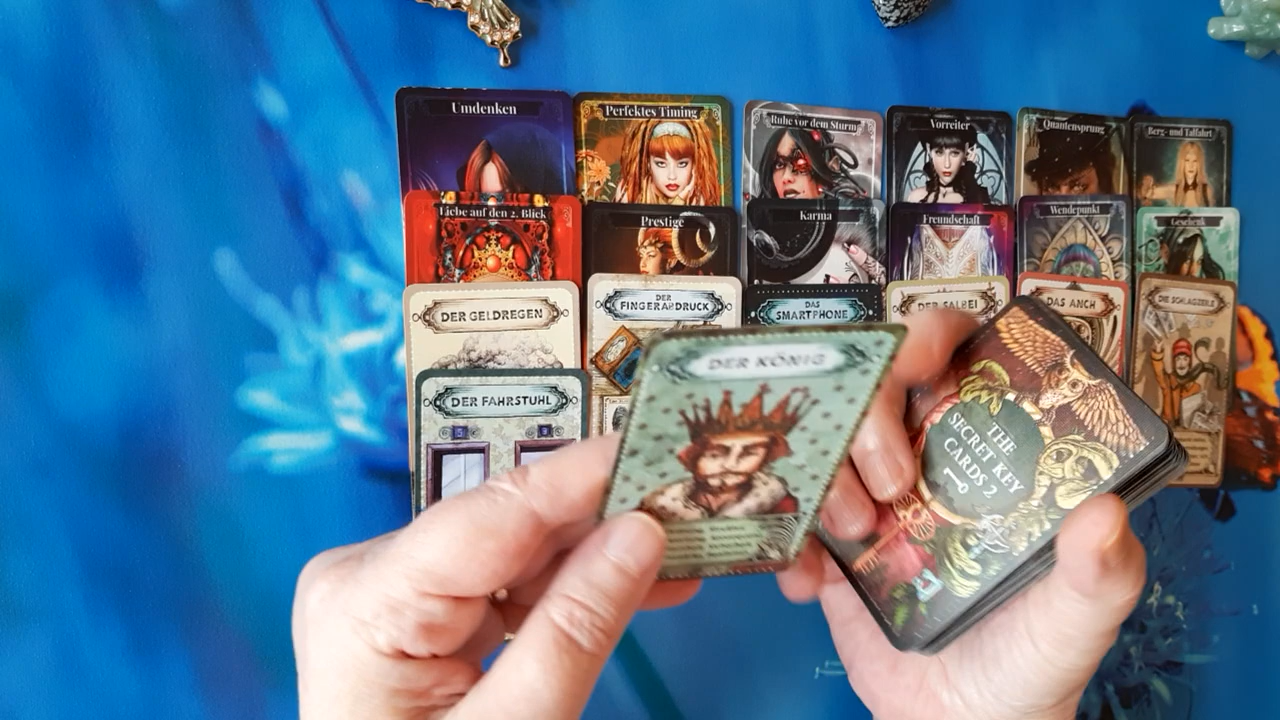 Umdenken
Perfektes Timing
Ruhe vor dem Sturm
Vorreiter
Quantensprung
Berg- und Talfahrt
Liebe auf den 2. Blick
Prestige
Karma
Freundschaft
Wendepunkt
Geschenk
DER GELDREGEN
DER
FINGERABDRUCK
DAS
SMARTPHONE
DER SALBEI
DAS ANCH
DIE SCHLAGZEILE
DER FAHRSTUHL
DER KÖNIG
THE
SECRET KEY
CARDS 2